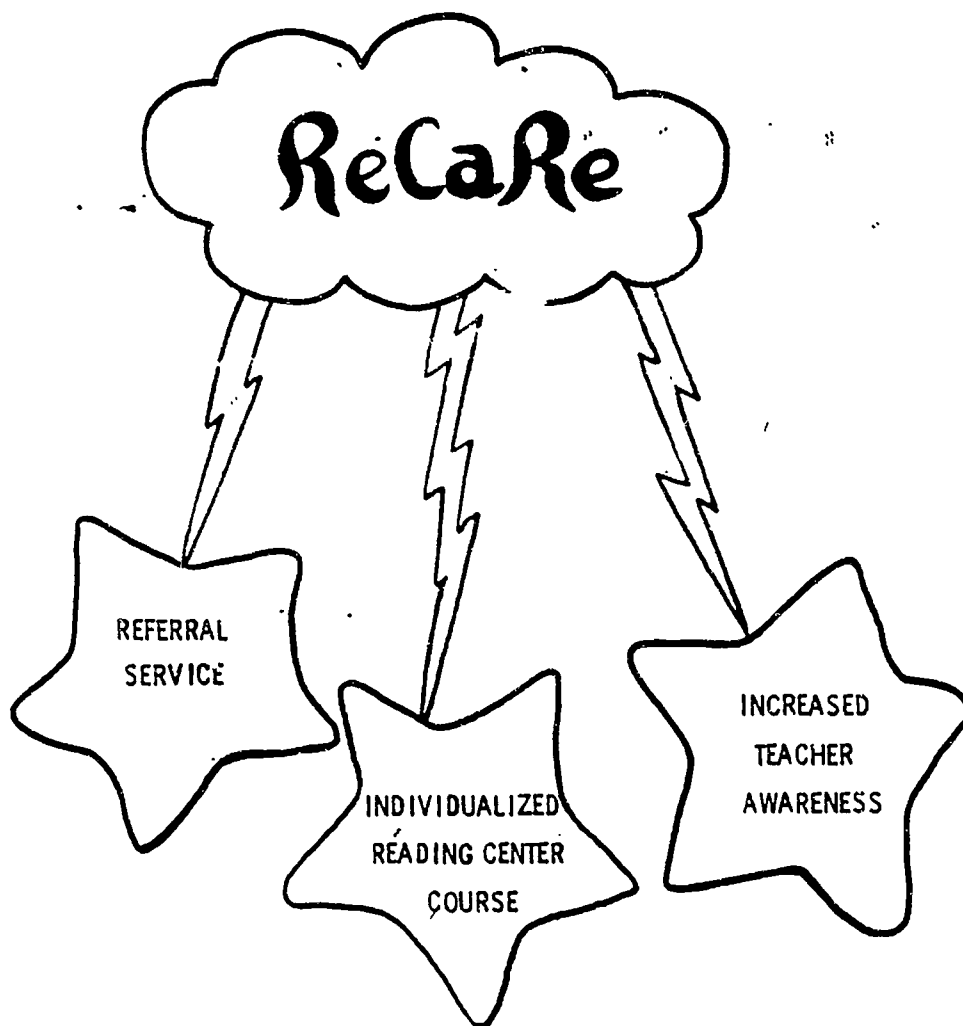 ReCaRe
REFERRAL
SERVICE
INDIVIDUALIZED
READING CENTER
COURSE
INCREASED
TEACHER
AWARENESS